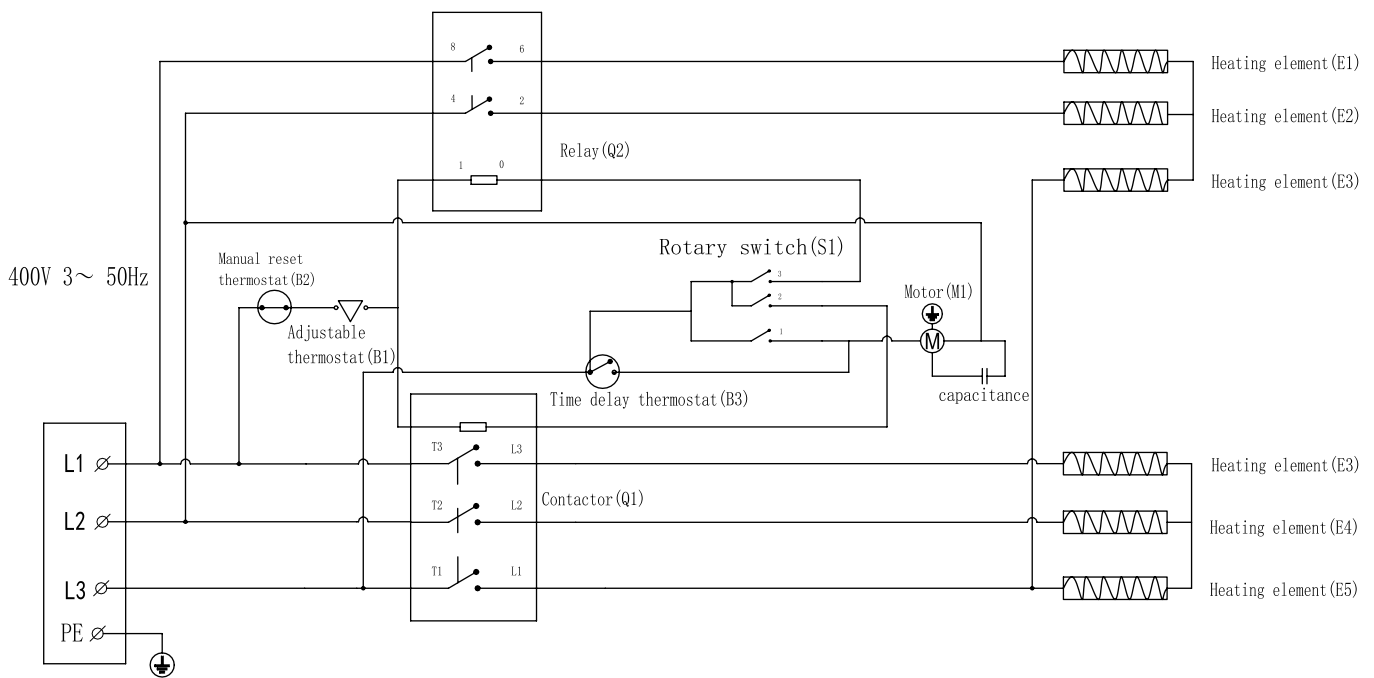 8 6
Heating element(E1)
4 2
Heating element(E2)
Relay(Q2)
1 0
Heating element(E3)
Rotary switch(S1)
400V 3～ 50Hz
Manual reset
thermostat(B2)
3
2
1
Motor(M1)
M
Adjustable
thermostat(B1)
Time delay thermostat(B3)
capacitance
L1
T3 L3
Heating element(E3)
Contactor(Q1)
L2
T2 L2
Heating element(E4)
L3
T1 L1
Heating element(E5)
PE